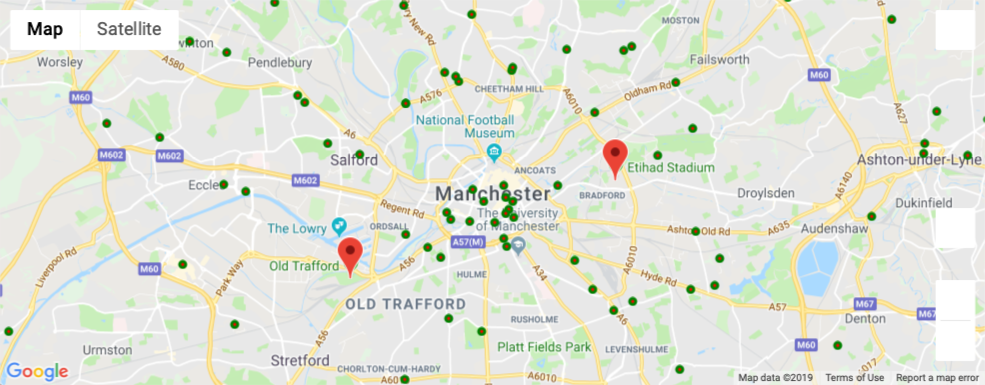 Map Satellite
MOSTON
Worsley
Pendlebury
Failsworth
A580
M60
M60
CHEETHAM HILL
A576
A6010
Oldham Rd
A627
National Football
Museum
A6
M602
M602
Salford
ANCOATS
Etihad Stadium
Ashton-under-Lyne
M602
Eccle
Manchester
BRADFORD
Droylsden
A6140
Dukinfield
Regent Rd
The University
of Manchester
The Lowry
ORDSALL
Ashton Old Rd
Audenshaw
A57(M)
Liverpool Rd
M60
Park Way
Old Trafford
A56
HULME
A34
A6010
Hyde Rd
M60
OLD TRAFFORD
A57
M67
M67
Denton
RUSHOLME
A6
A56
Urmston
Stretford
Platt Fields Park
LEVENSHULME
M60
CHORLTON-CUM-HARDY
A6010
A6017
Google
Map data ©2019 Terms of Use Report a map error